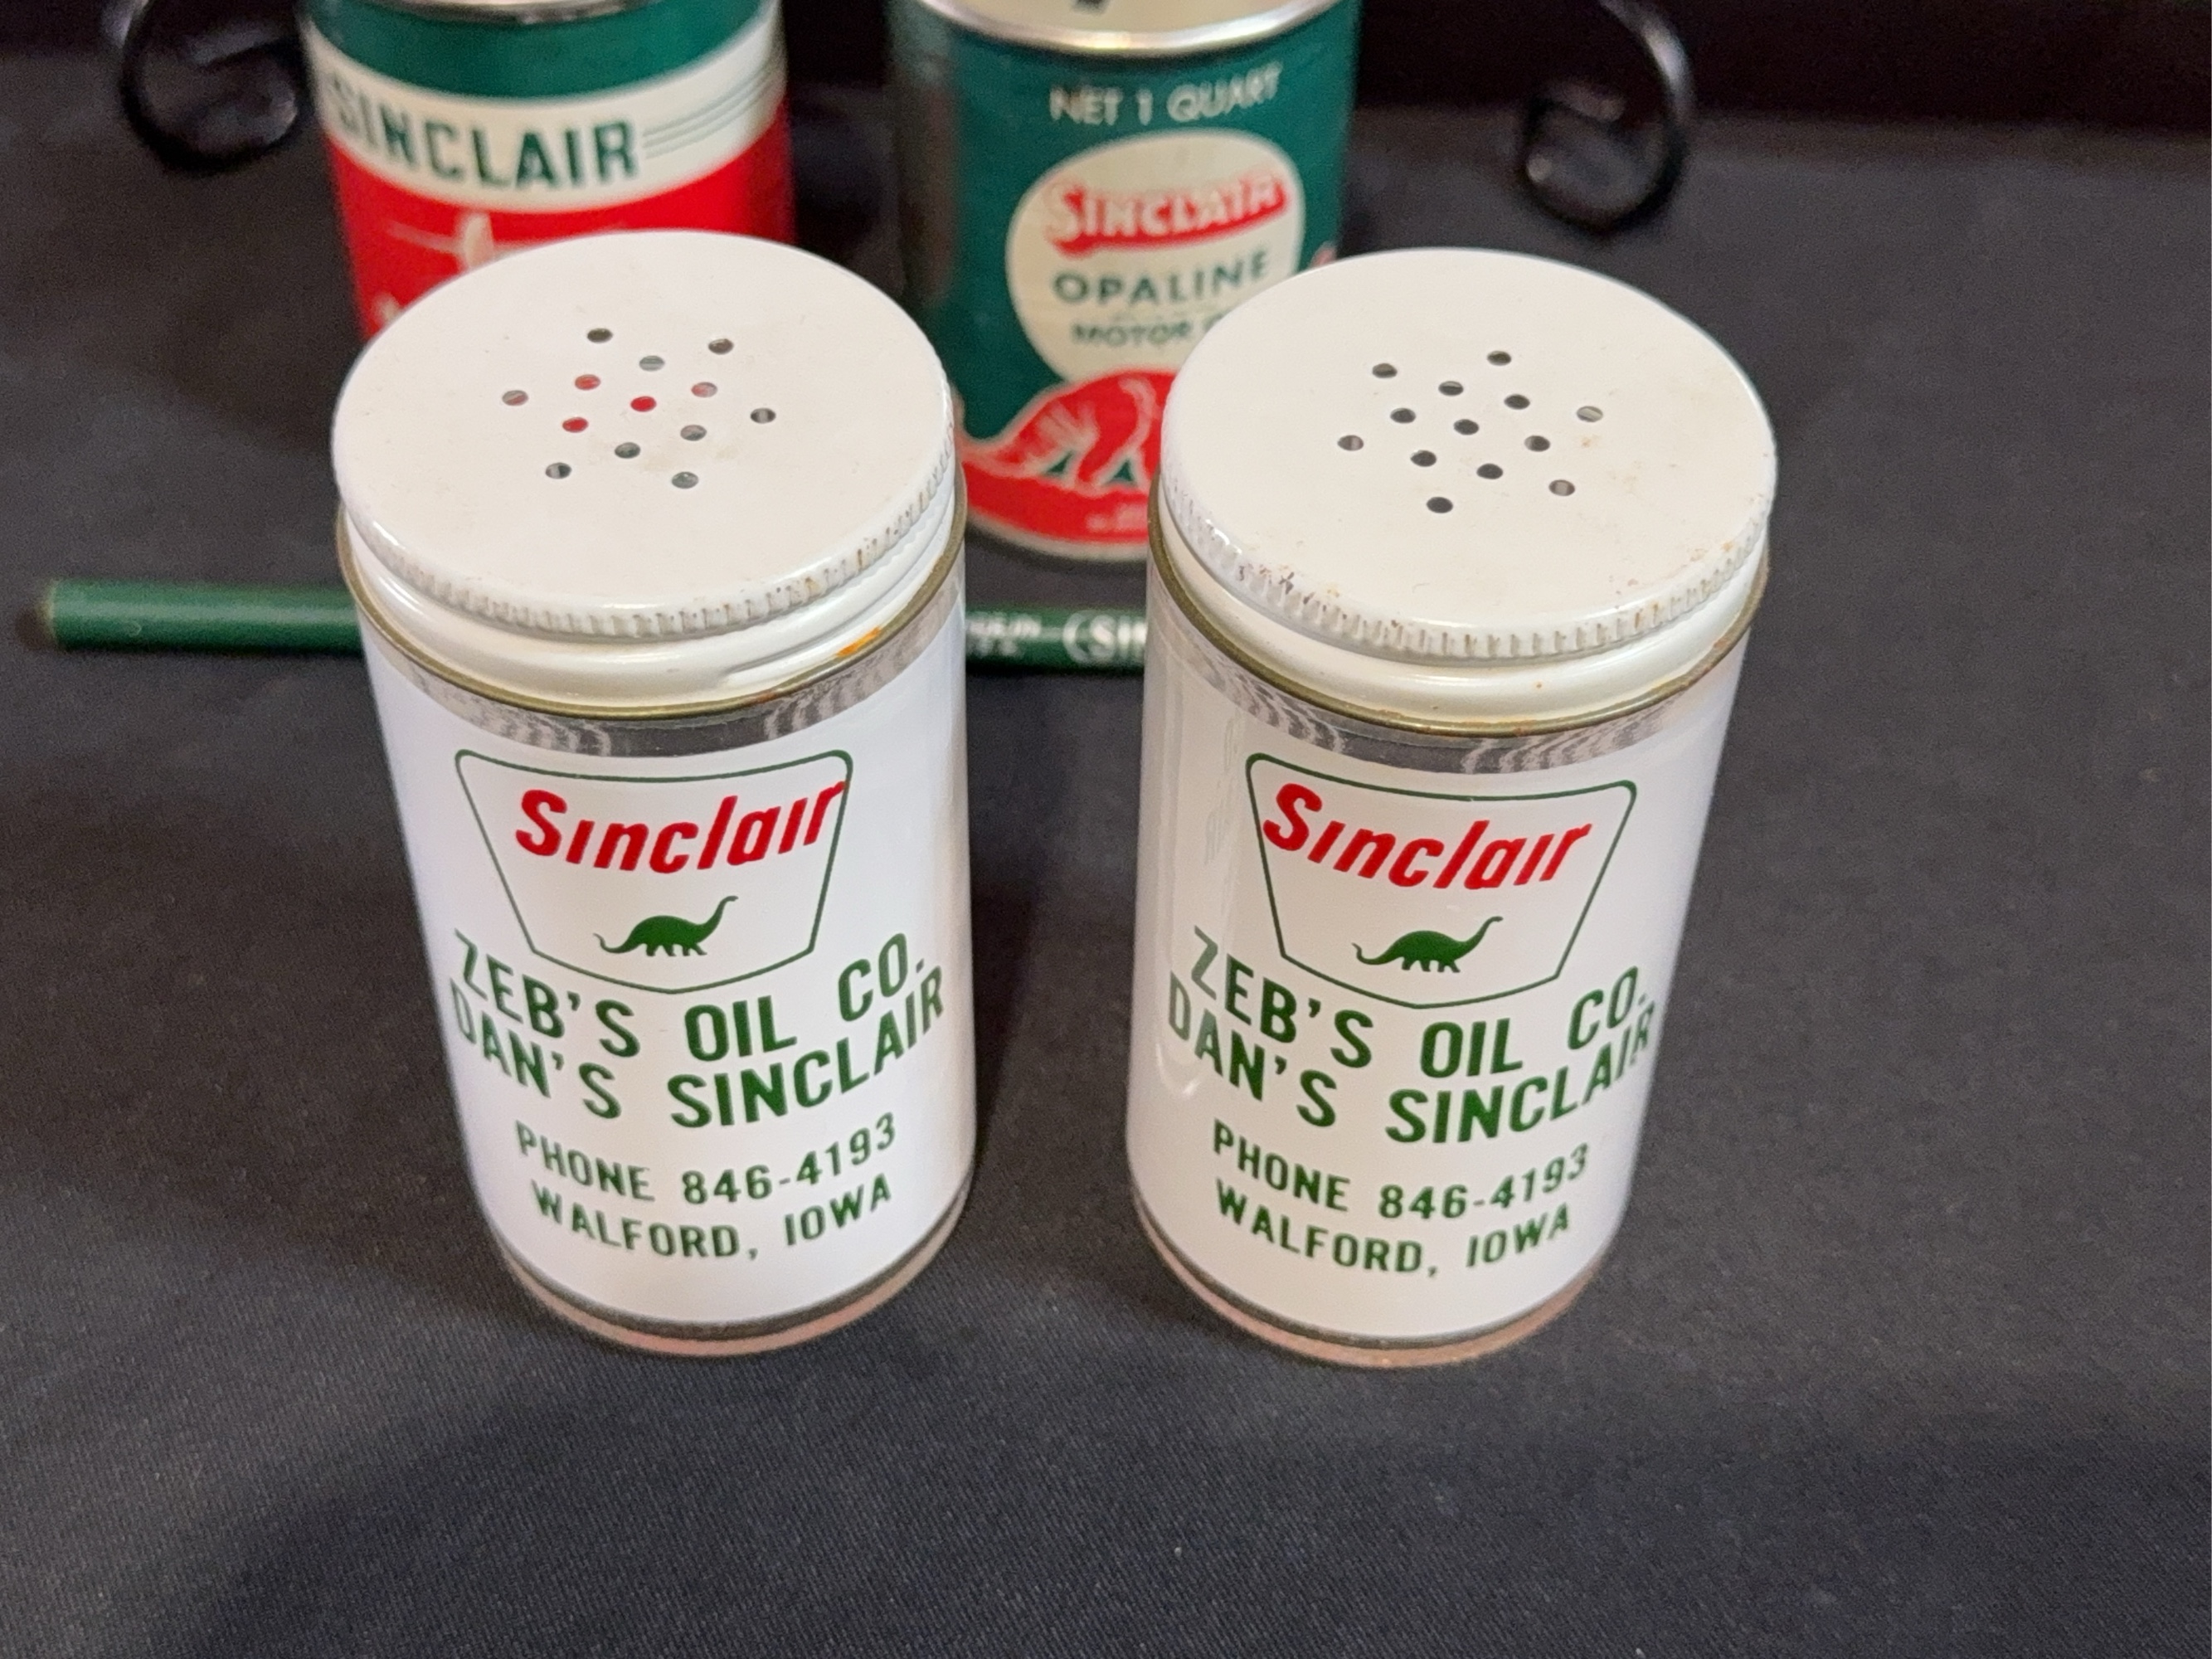 SINCLAIR
NET 1 QUART
SINCLAIR
OPALINE
MOTOR
(SIN
Sinclair
ZEB'S OIL CO.
DAN'S SINCLAIR
PHONE 846-4193
WALFORD, IOWA
Sinclair
ZEB'S OIL CO.
DAN'S SINCLAIR
PHONE 846-4193
WALFORD, IOWA